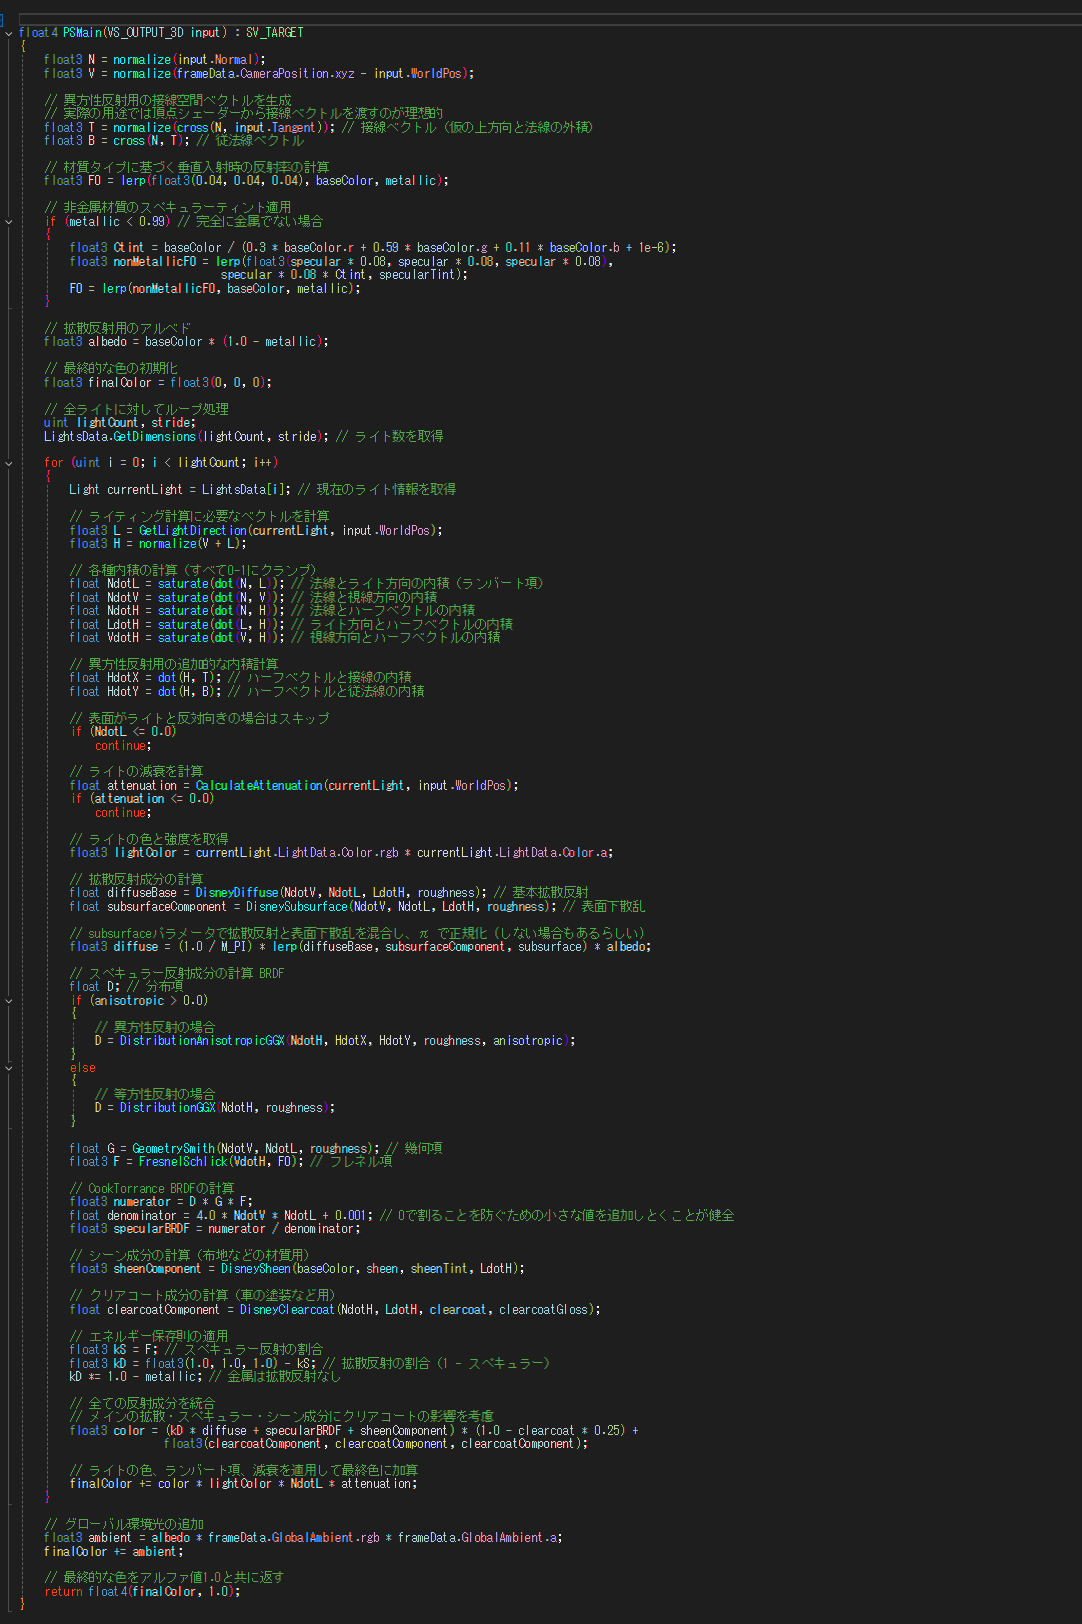 float4 PSMain(VS_OUTPUT_3D input) : SV_TARGET
{
float3 N = normalize(input.Normal);
float3 V = normalize(frameData.CameraPosition.xyz - input.WorldPos);
// 異方性反射用の接線空間ベクトルを生成
// 実際の用途では頂点シェーダーから接線ベクトルを渡すのが理想的
float3 T = normalize(cross(N, input.Tangent)); // 接線ベクトル（仮の上方向と法線の外積）
float3 B = cross(N, T); // 従法線ベクトル
// 材質タイプに基づく垂直入射時の反射率の計算
float3 F0 = lerp(float3(0.04, 0.04, 0.04), baseColor, metallic);
// 非金属材質のスペキュラーティント適用
if (metallic < 0.99) // 完全に金属でない場合
{
float3 Ctint = baseColor / (0.3 * baseColor.r + 0.59 * baseColor.g + 0.11 * baseColor.b + 1e-6);
float3 nonMetallicF0 = lerp(float3(specular * 0.08, specular * 0.08, specular * 0.08),
specular * 0.08 * Ctint, specularTint);
F0 = lerp(nonMetallicF0, baseColor, metallic);
}
// 拡散反射用のアルベド
float3 albedo = baseColor * (1.0 - metallic);
// 最終的な色の初期化
float3 finalColor = float3(0, 0, 0);
// 全ライトに対してループ処理
uint lightCount, stride;
LightsData.GetDimensions(lightCount, stride); // ライト数を取得
for (uint i = 0; i < lightCount; i++)
{
Light currentLight = LightsData[i]; // 現在のライト情報を取得
// ライティング計算に必要なベクトルを計算
float3 L = GetLightDirection(currentLight, input.WorldPos);
float3 H = normalize(V + L);
// 各種内積の計算（すべて0-1にクランプ）
float NdotL = saturate(dot(N, L)); // 法線とライト方向の内積（ランバート項）
float NdotV = saturate(dot(N, V)); // 法線と視線方向の内積
float NdotH = saturate(dot(N, H)); // 法線とハーフベクトルの内積
float LdotH = saturate(dot(L, H)); // ライト方向とハーフベクトルの内積
float VdotH = saturate(dot(V, H)); // 視線方向とハーフベクトルの内積
// 異方性反射用の追加的な内積計算
float HdotX = dot(H, T); // ハーフベクトルと接線の内積
float HdotY = dot(H, B); // ハーフベクトルと従法線の内積
// 表面がライトと反対向きの場合はスキップ
if (NdotL <= 0.0)
continue;
// ライトの減衰を計算
float attenuation = CalculateAttenuation(currentLight, input.WorldPos);
if (attenuation <= 0.0)
continue;
// ライトの色と強度を取得
float3 lightColor = currentLight.LightData.Color.rgb * currentLight.LightData.Color.a;
// 拡散反射成分の計算
float diffuseBase = DisneyDiffuse(NdotV, NdotL, LdotH, roughness); // 基本拡散反射
float subsurfaceComponent = DisneySubsurface(NdotV, NdotL, LdotH, roughness); // 表面下散乱
// subsurfaceパラメータで拡散反射と表面下散乱を混合し、π で正規化（しない場合もあるらしい）
float3 diffuse = (1.0 / M_PI) * lerp(diffuseBase, subsurfaceComponent, subsurface) * albedo;
// スペキュラー反射成分の計算 BRDF
float D; // 分布項
if (anisotropic > 0.0)
{
// 異方性反射の場合
D = DistributionAnisotropicGGX(NdotH, HdotX, HdotY, roughness, anisotropic);
}
else
{
// 等方性反射の場合
D = DistributionGGX(NdotH, roughness);
}
float G = GeometrySmith(NdotV, NdotL, roughness); // 幾何項
float3 F = FresnelSchlick(VdotH, F0); // フレネル項
// CookTorrance BRDFの計算
float3 numerator = D * G * F;
float denominator = 4.0 * NdotV * NdotL + 0.001; // 0で割ることを防ぐための小さな値を追加しとくことが健全
float3 specularBRDF = numerator / denominator;
// シーン成分の計算（布地などの材質用）
float3 sheenComponent = DisneySheen(baseColor, sheen, sheenTint, LdotH);
// クリアコート成分の計算（車の塗装など用）
float clearcoatComponent = DisneyClearcoat(NdotH, LdotH, clearcoat, clearcoatGloss);
// エネルギー保存則の適用
float3 kS = F; // スペキュラー反射の割合
float3 kD = float3(1.0, 1.0, 1.0) - kS; // 拡散反射の割合（1 - スペキュラー）
kD *= 1.0 - metallic; // 金属は拡散反射なし
// 全ての反射成分を統合
// メインの拡散・スペキュラー・シーン成分にクリアコートの影響を考慮
float3 color = (kD * diffuse + specularBRDF + sheenComponent) * (1.0 - clearcoat * 0.25) +
float3(clearcoatComponent, clearcoatComponent, clearcoatComponent);
// ライトの色、ランバート項、減衰を適用して最終色に加算
finalColor += color * lightColor * NdotL * attenuation;
}
// グローバル環境光の追加
float3 ambient = albedo * frameData.GlobalAmbient.rgb * frameData.GlobalAmbient.a;
finalColor += ambient;
// 最終的な色をアルファ値1.0と共に返す
return float4(finalColor, 1.0);
}